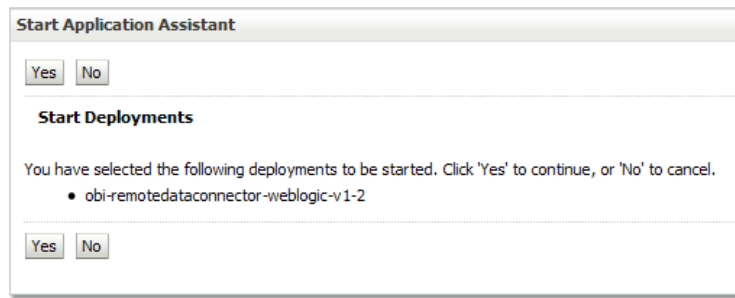 Start Application Assistant
Yes No
Start Deployments
You have selected the following deployments to be started. Click 'Yes' to continue, or 'No' to cancel.
• obi-remotedataconnector-weblogic-v1-2
Yes No